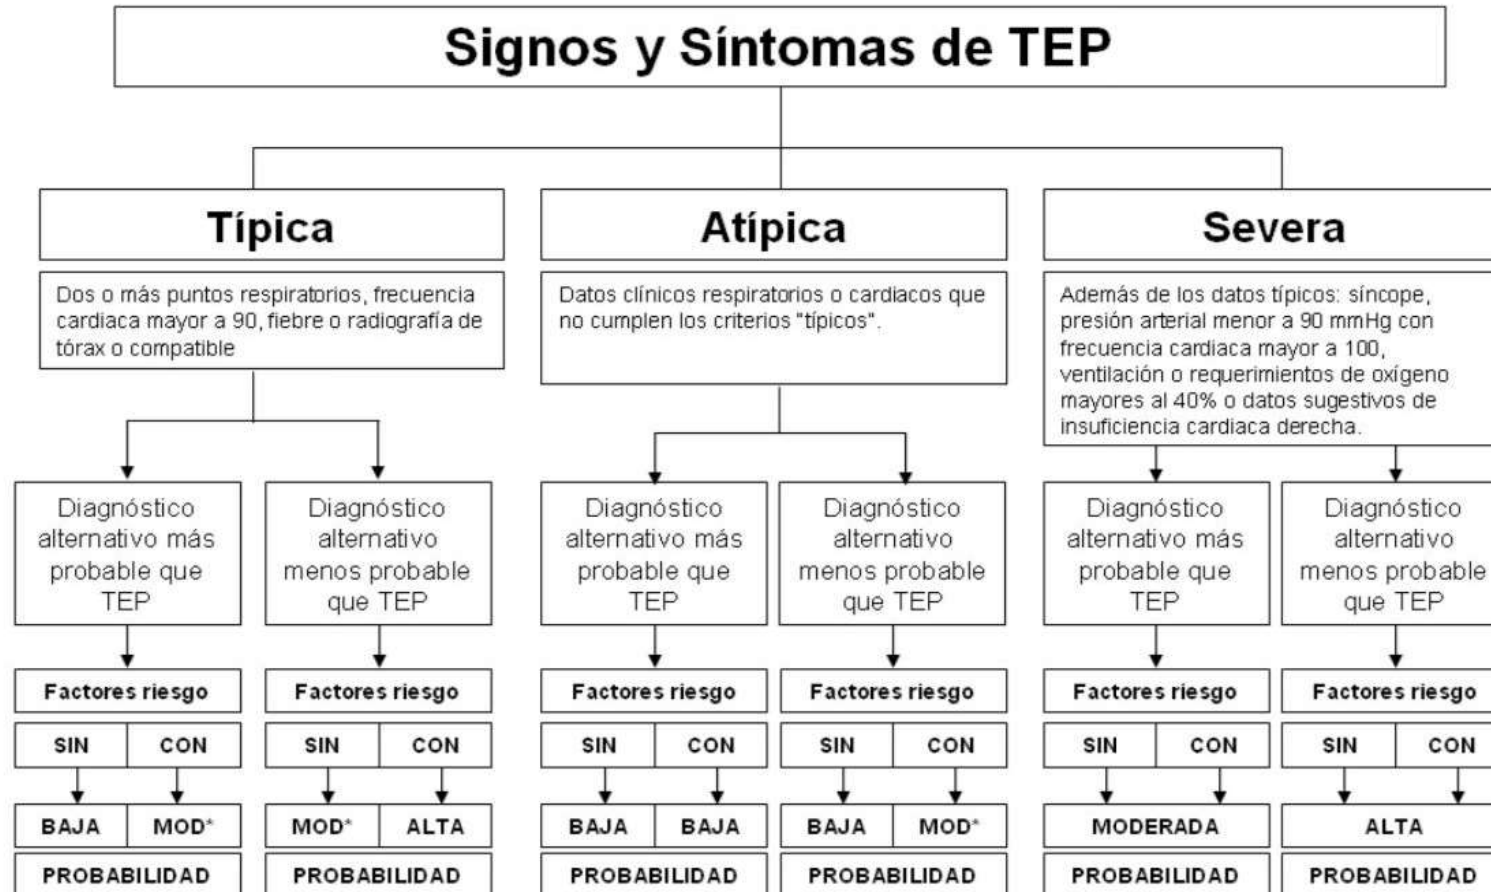 Signos y Síntomas de TEP
Típica
Dos o más puntos respiratorios, frecuencia
cardiaca mayor a 90, fiebre o radiografía de
tórax o compatible
Diagnóstico
alternativo más
probable que
TEP
Factores riesgo
SIN CON
BAJA MOD*
PROBABILIDAD
Diagnóstico
alternativo
menos probable
que TEP
Factores riesgo
SIN CON
MOD* ALTA
PROBABILIDAD
Atípica
Datos clínicos respiratorios o cardiacos que
no cumplen los criterios "típicos".
Diagnóstico
alternativo más
probable que
TEP
Factores riesgo
SIN CON
BAJA BAJA
PROBABILIDAD
Diagnóstico
alternativo
menos probable
que TEP
Factores riesgo
SIN CON
BAJA MOD*
PROBABILIDAD
Severa
Además de los datos típicos: síncope,
presión arterial menor a 90 mmHg con
frecuencia cardiaca mayor a 100,
ventilación o requerimientos de oxígeno
mayores al 40% o datos sugestivos de
insuficiencia cardiaca derecha.
Diagnóstico
alternativo más
probable que
TEP
Factores riesgo
SIN CON
MODERADA
PROBABILIDAD
Diagnóstico
alternativo
menos probable
que TEP
Factores riesgo
SIN CON
ALTA
PROBABILIDAD